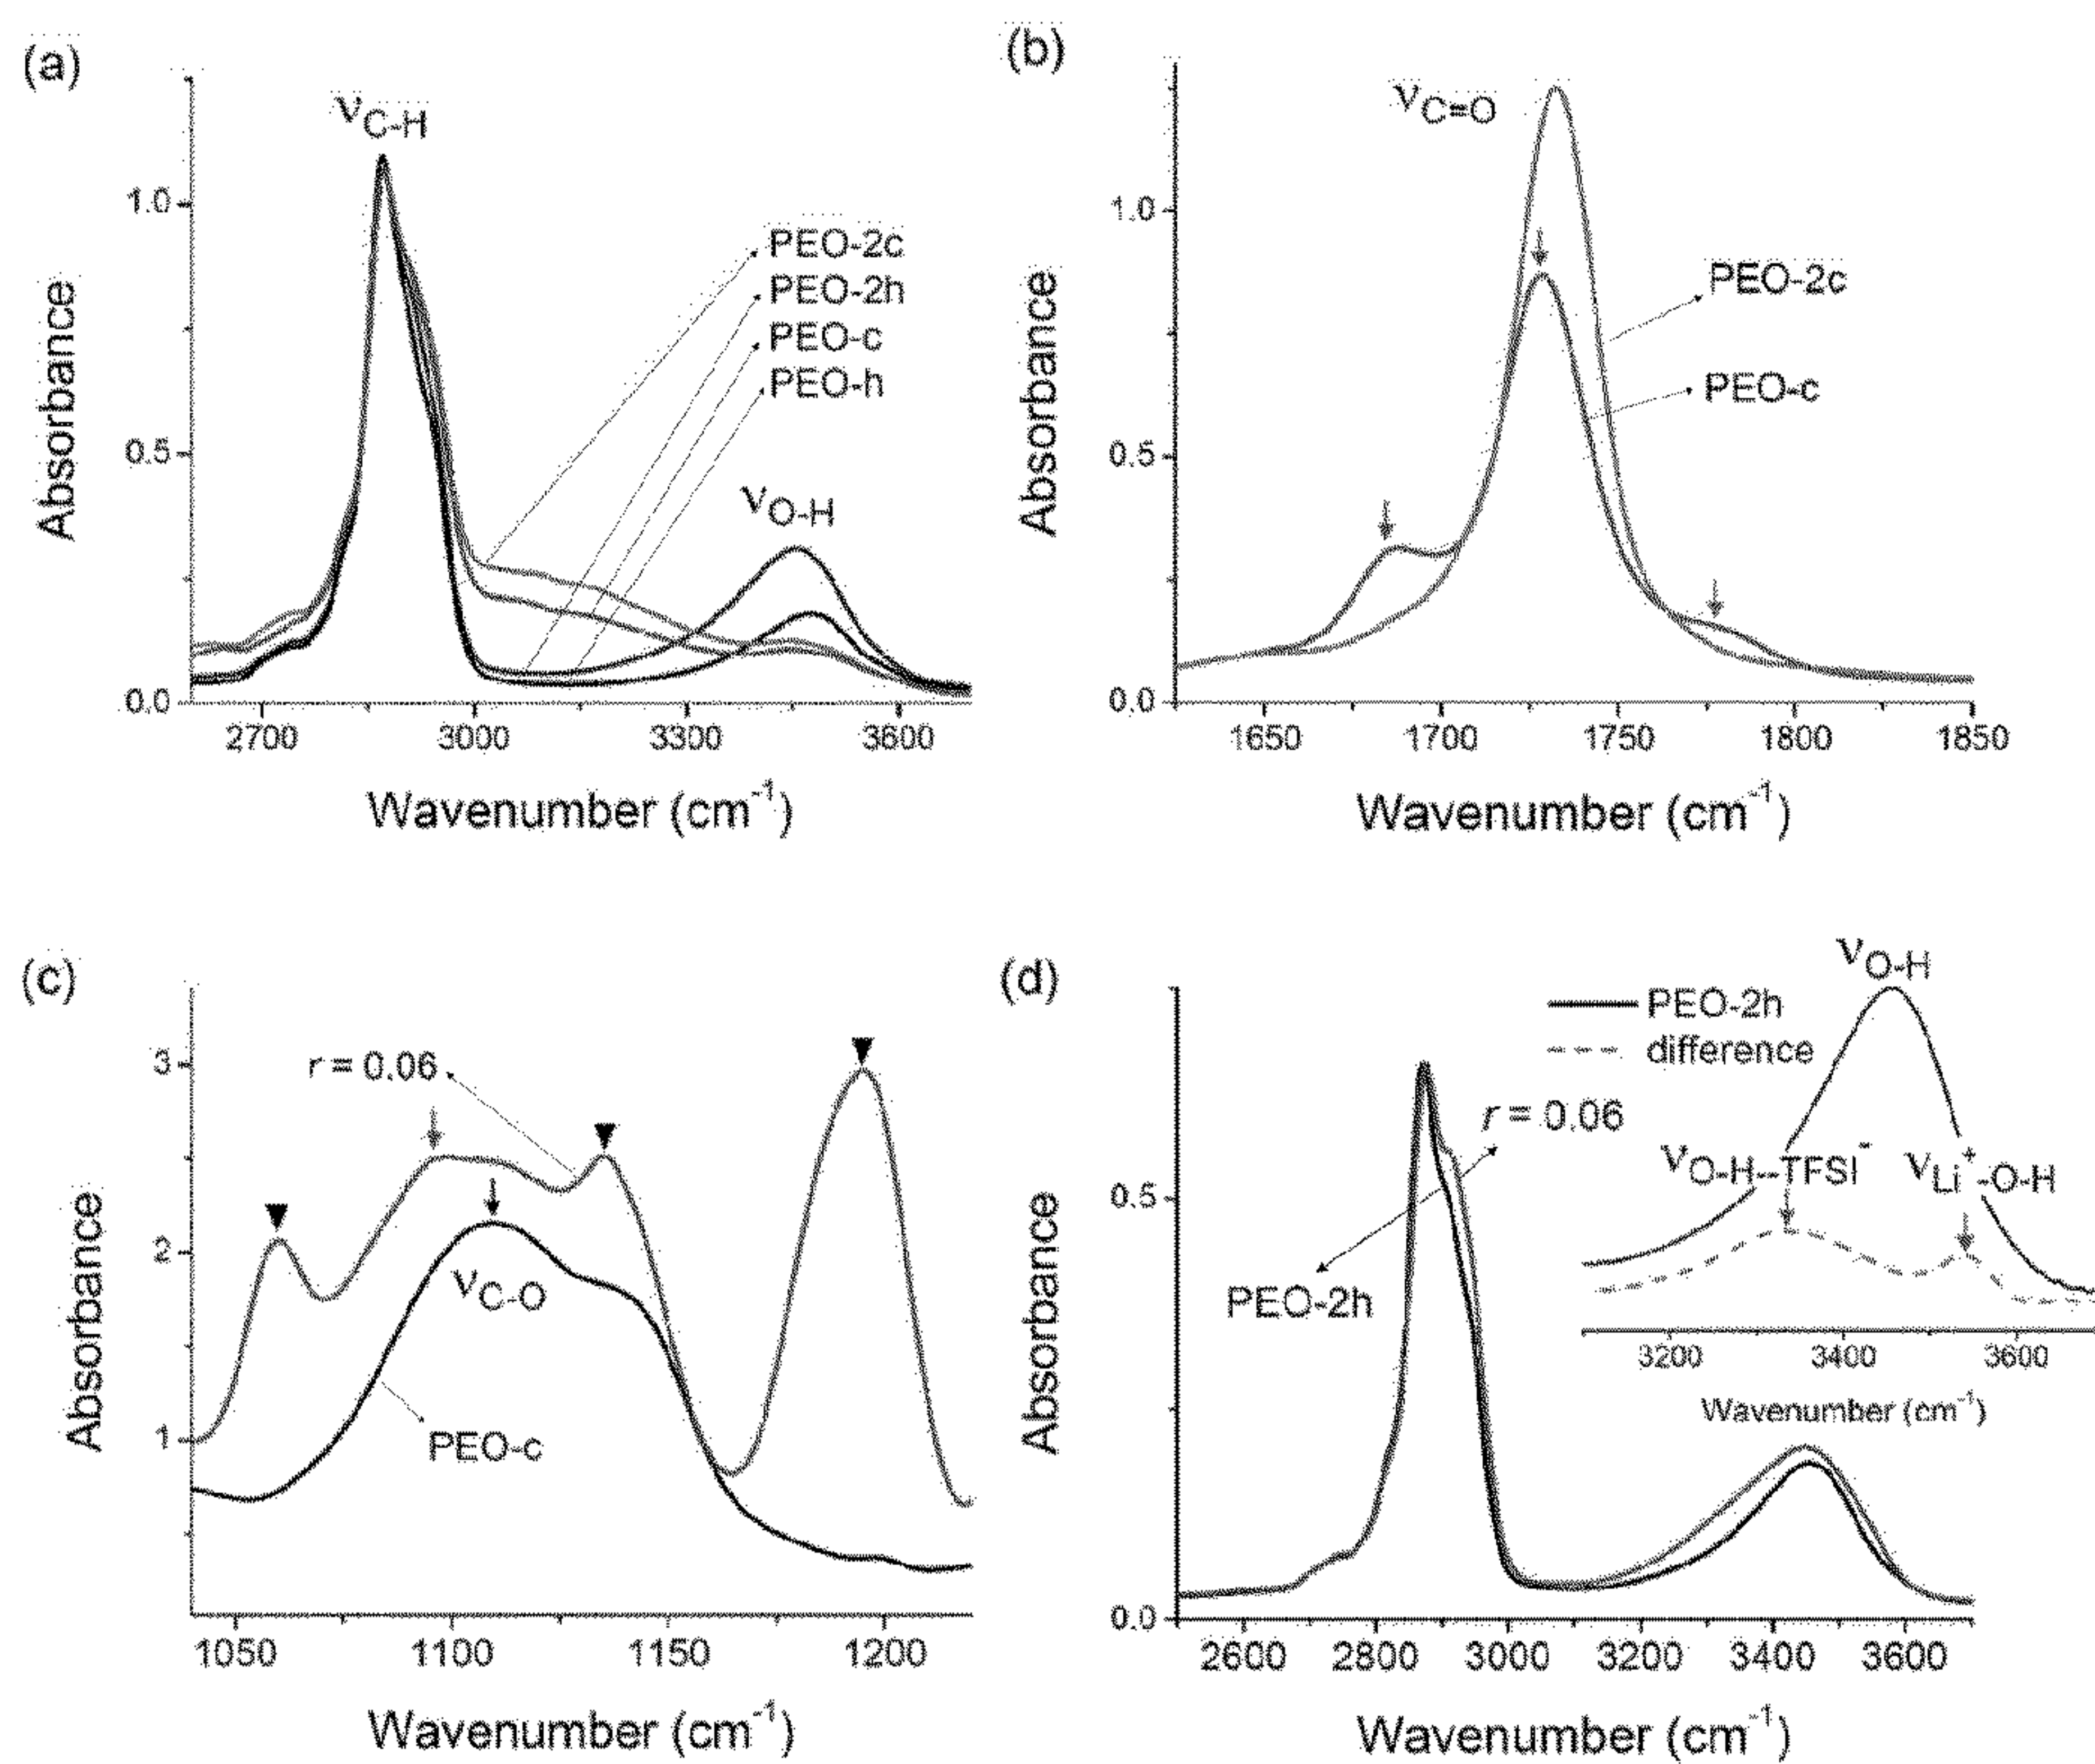 (a)
νC-H
1.0
0.5
0.0
Absorbance
PEO-2c
PEO-2h
PEO-c
PEO-h
νO-H
2700 3000 3300 3600
Wavenumber (cm-1)
(b)
νC=O
1.0
0.5
0.0
Absorbance
PEO-2c
PEO-c
1650 1700 1750 1800 1850
Wavenumber (cm-1)
(c)
3
2
1
Absorbance
r = 0.06
νC-O
PEO-c
1050 1100 1150 1200
Wavenumber (cm-1)
(d)
νO-H
PEO-2h
difference
r = 0.06
νO-H--TFSI-
νLi+-O-H
0.5
0.0
Absorbance
PEO-2h
3200 3400 3600
Wavenumber (cm-1)
2600 2800 3000 3200 3400 3600
Wavenumber (cm-1)